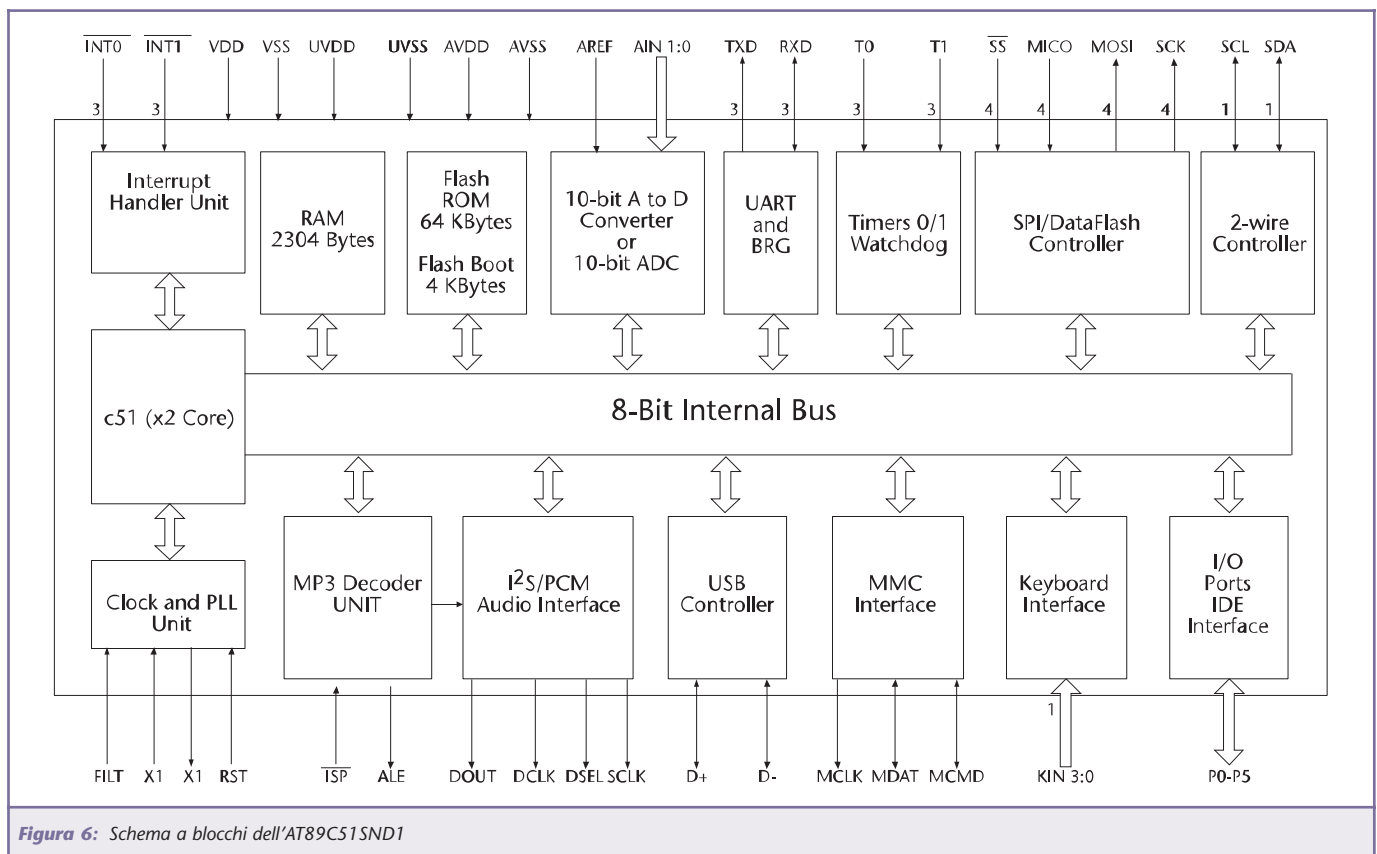 INT0 INT1 VDD VSS UVDD UVSS AVDD AVSS AREF AIN 1:0 TXD RXD T0 T1 SS MICO MOSI SCK SCL SDA
3 3 3 3 3 3 4 4 4 4 1 1
Interrupt
Handler Unit
RAM
2304 Bytes
Flash
ROM
64 KBytes
Flash Boot
4 KBytes
10-bit A to D
Converter
or
10-bit ADC
UART
and
BRG
Timers 0/1
Watchdog
SPI/DataFlash
Controller
2-wire
Controller
c51 (x2 Core)
8-Bit Internal Bus
Clock and PLL
Unit
MP3 Decoder
UNIT
I²S/PCM
Audio Interface
USB
Controller
MMC
Interface
Keyboard
Interface
I/O
Ports
IDE
Interface
1
FILT X1 X1 RST ISP ALE DOUT DCLK DSEL SCLK D+ D- MCLK MDAT MCMD KIN 3:0 P0-P5
Figura 6: Schema a blocchi dell'AT89C51SND1